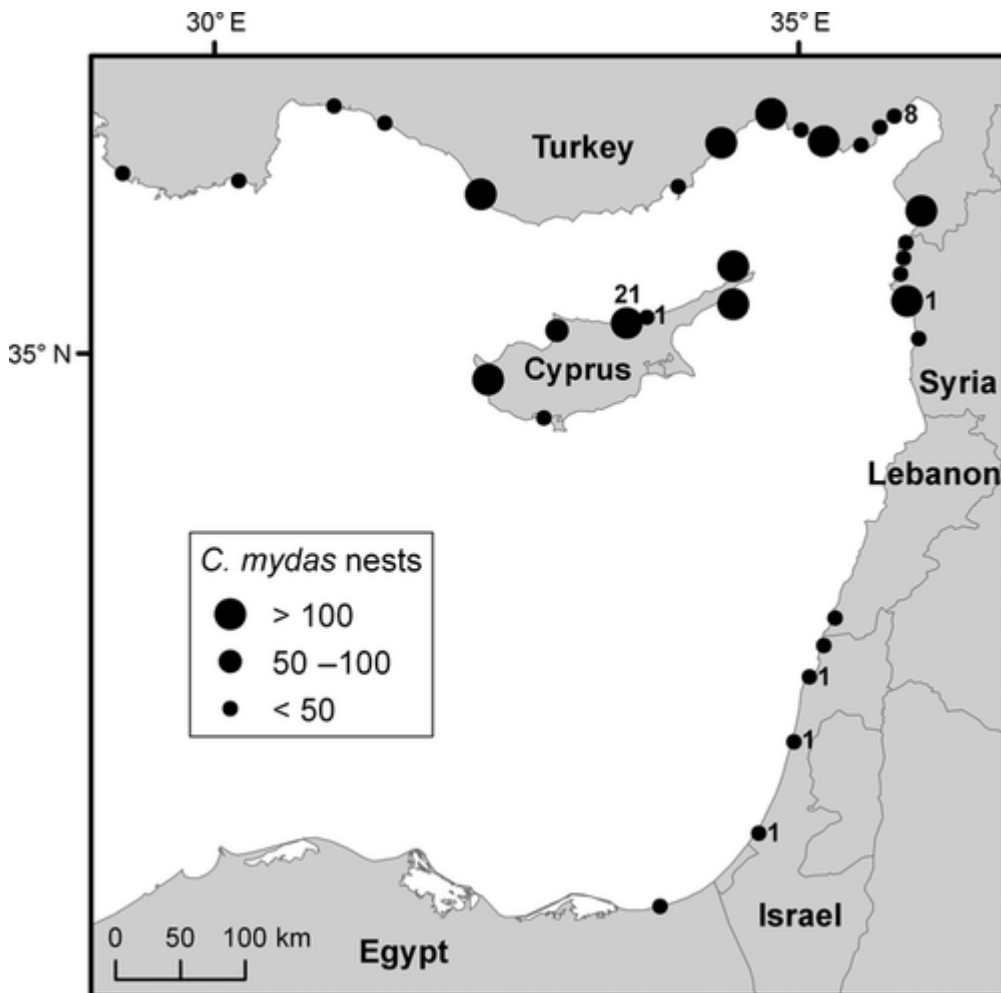 30° E
35° E
Turkey
8
21
1
1
35° N
Cyprus
Syria
Lebanon
C. mydas nests
> 100
50 –100
< 50
1
1
1
Israel
0 50 100 km
Egypt